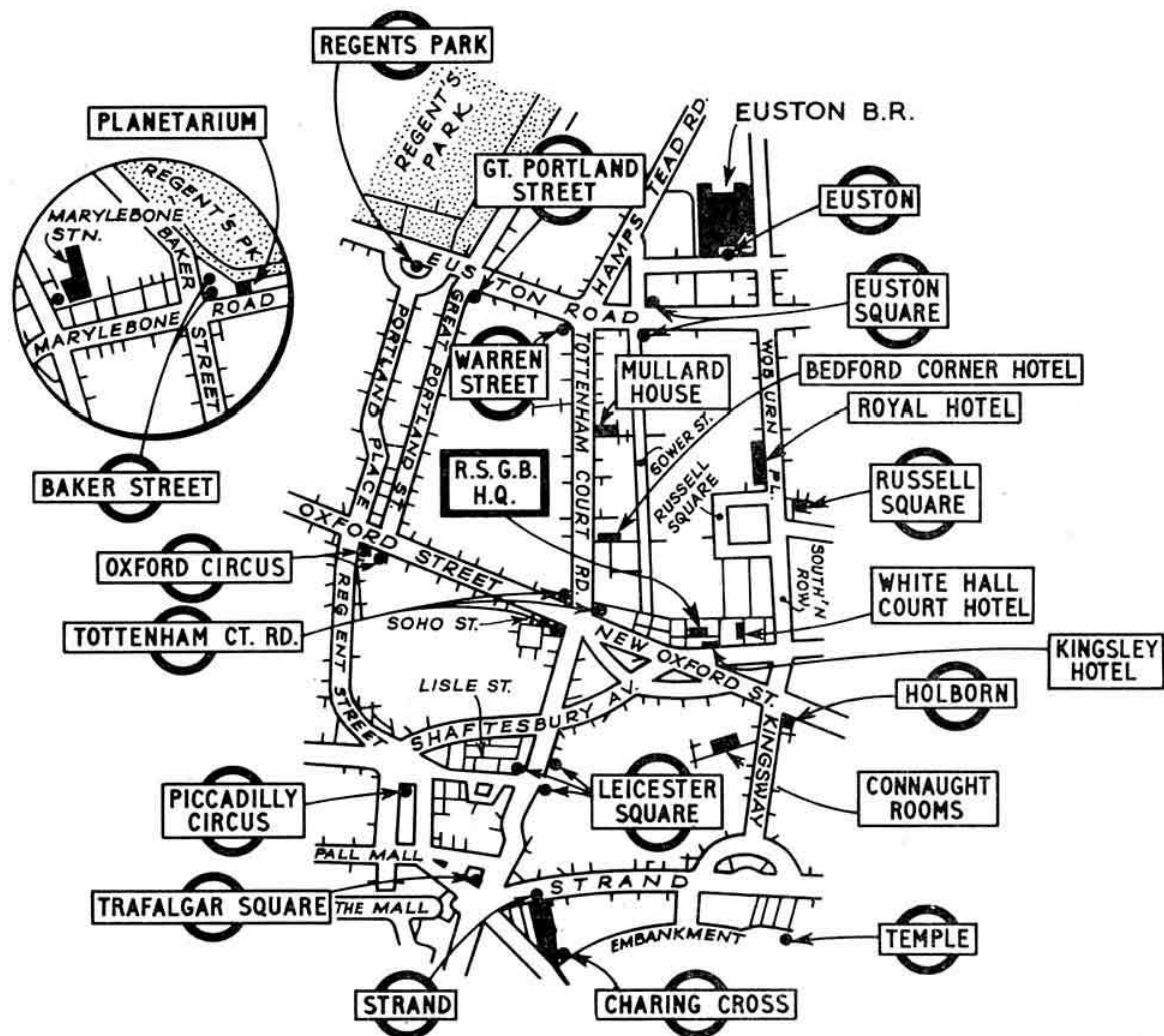 REGENTS PARK
PLANETARIUM
REGENT'S
PARK
HAMPSTEAD RD.
EUSTON B.R.
GT. PORTLAND
STREET
EUSTON
REGENT'S PK
MARYLEBONE
STN.
BAKER
STREET
MARYLEBONE ROAD
EUSTON ROAD
EUSTON
SQUARE
PORTLAND PLACE
GREAT PORTLAND ST.
WARREN
STREET
TOTTENHAM COURT RD.
MULLARD
HOUSE
WOBURN PL.
BEDFORD CORNER HOTEL
ROYAL HOTEL
GOWER ST.
BAKER STREET
R.S.G.B.
H.Q.
RUSSELL
SQUARE
RUSSELL
SQUARE
OXFORD STREET
OXFORD CIRCUS
REGENT STREET
SOUTH'N
ROW.
WHITE HALL
COURT HOTEL
TOTTENHAM CT. RD.
SOHO ST.
NEW OXFORD ST.
KINGSLEY
HOTEL
LISLE ST.
HOLBORN
SHAFTESBURY AV.
KINGSWAY
PICCADILLY
CIRCUS
LEICESTER
SQUARE
CONNAUGHT
ROOMS
PALL MALL
STRAND
TRAFALGAR SQUARE
THE MALL
EMBANKMENT
TEMPLE
STRAND
CHARING CROSS